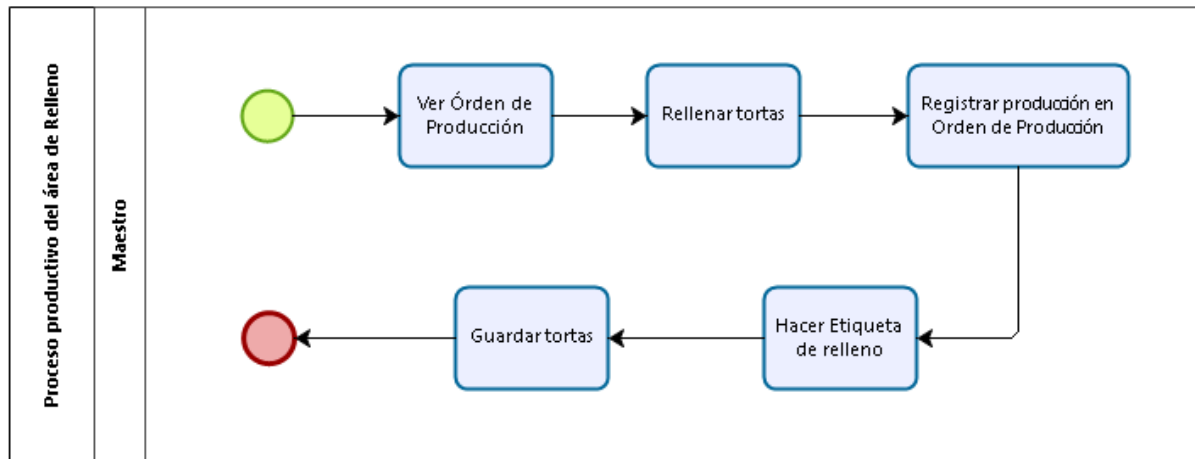 Proceso productivo del área de Relleno
Maestro
Ver Órden de
Producción
Rellenar tortas
Registrar producción en
Orden de Producción
Guardar tortas
Hacer Etiqueta
de relleno